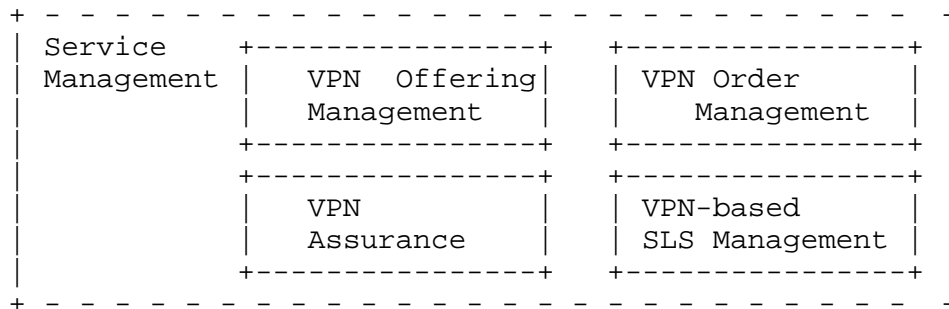 Service
Management
VPN Offering
Management
VPN Order
Management
VPN
Assurance
VPN-based
SLS Management